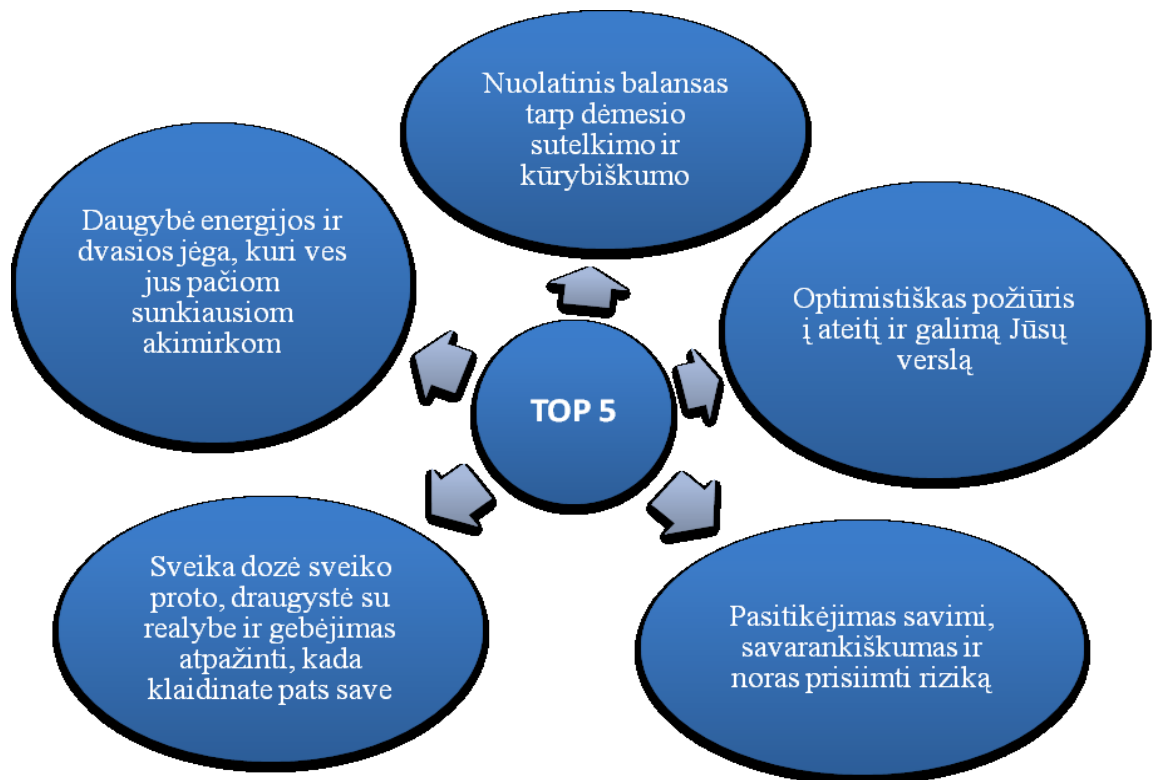 Nuolatinis balansas
tarp dėmesio
sutelkimo ir
kūrybiškumo
Daugybė energijos ir
dvasios jėga, kuri ves
jus pačiom
sunkiausiom
akimirkom
Optimistiškas požiūris
į ateitį ir galimą Jūsų
verslą
TOP 5
Sveika dozė sveiko
proto, draugystė su
realybe ir gebėjimas
atpažinti, kada
klaidinate pats save
Pasitikėjimas savimi,
savarankiškumas ir
noras prisiimti riziką